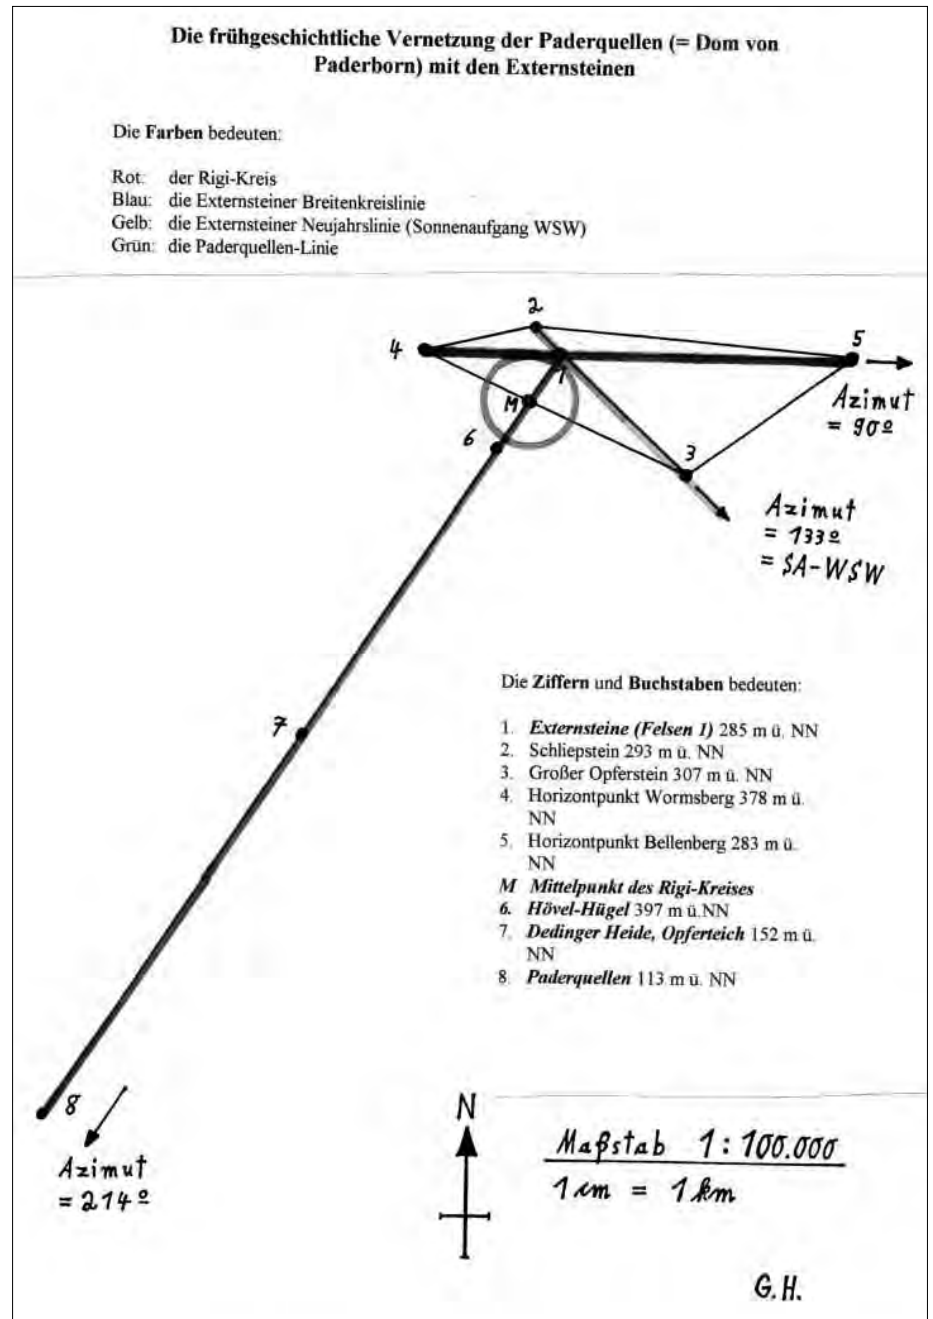 Die frühgeschichtliche Vernetzung der Paderquellen (= Dom von
Paderborn) mit den Externsteinen
Die Farben bedeuten:
Rot: der Rigi-Kreis
Blau: die Externsteiner Breitenkreislinie
Gelb: die Externsteiner Neujahrslinie (Sonnenaufgang WSW)
Grün: die Paderquellen-Linie
2
4
1
5
M
Azimut
= 90º
6
3
Azimut
= 133º
= SA-WSW
Die Ziffern und Buchstaben bedeuten:
1. Externsteine (Felsen 1) 285 m ü. NN
2. Schliepstein 293 m ü. NN
3. Großer Opferstein 307 m ü. NN
4. Horizontpunkt Wormsberg 378 m ü.
NN
5. Horizontpunkt Bellenberg 283 m ü.
NN
M Mittelpunkt des Rigi-Kreises
6. Hövel-Hügel 397 m ü.NN
7. Dedinger Heide, Opferteich 152 m ü.
NN
8. Paderquellen 113 m ü. NN
7
8
Azimut
= 214º
N
Maßstab 1:100.000
1 cm = 1 km
G.H.